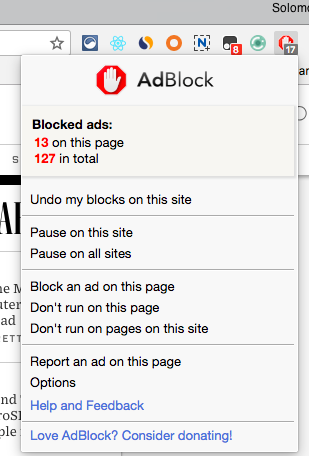 Solomo
8
17
AdBlock
Blocked ads:
13 on this page
127 in total
Undo my blocks on this site
Pause on this site
Pause on all sites
Block an ad on this page
Don't run on this page
Don't run on pages on this site
Report an ad on this page
Options
Help and Feedback
Love AdBlock? Consider donating!